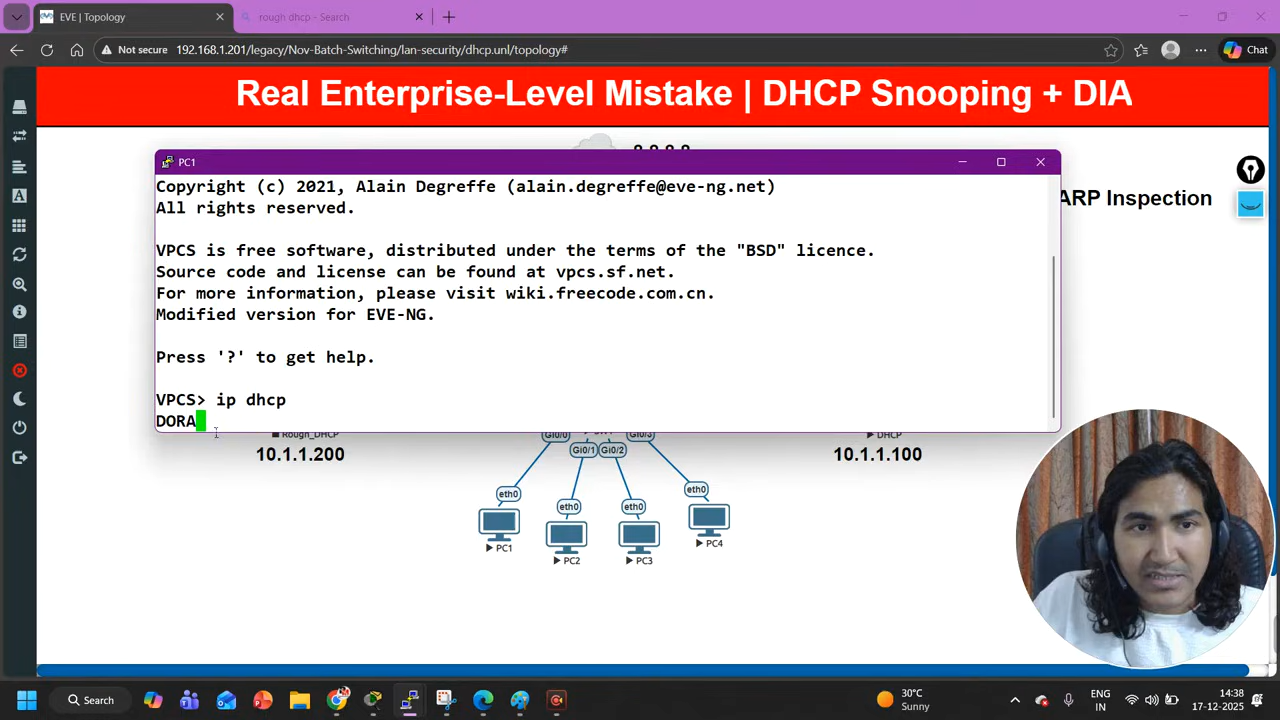 EVE | Topology
rough dhcp - Search
Not secure
192.168.1.201/legacy/Nov-Batch-Switching/lan-security/dhcp.unl/topology#
Chat
Real Enterprise-Level Mistake | DHCP Snooping + DIA
PC1
Copyright (c) 2021, Alain Degreffe (alain.degreffe@eve-ng.net)
All rights reserved.
ARP Inspection
VPCS is free software, distributed under the terms of the "BSD" licence.
Source code and license can be found at vpcs.sf.net.
For more information, please visit wiki.freecode.com.cn.
Modified version for EVE-NG.
Press '?' to get help.
VPCS> ip dhcp
DORA
Rough_DHCP
Gi0/0
Gi0/3
DHCP
10.1.1.200
Gi0/1
Gi0/2
10.1.1.100
eth0
eth0
eth0
eth0
PC1
PC2
PC3
PC4
Search
30°C
Sunny
ENG
IN
14:38
17-12-2025